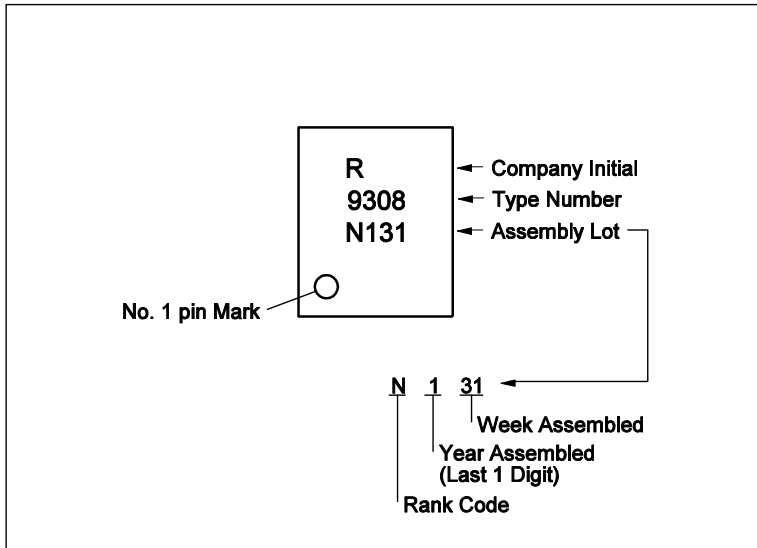 R
Company Initial
9308
Type Number
N131
Assembly Lot
No. 1 pin Mark
N 1 31
Week Assembled
Year Assembled
(Last 1 Digit)
Rank Code